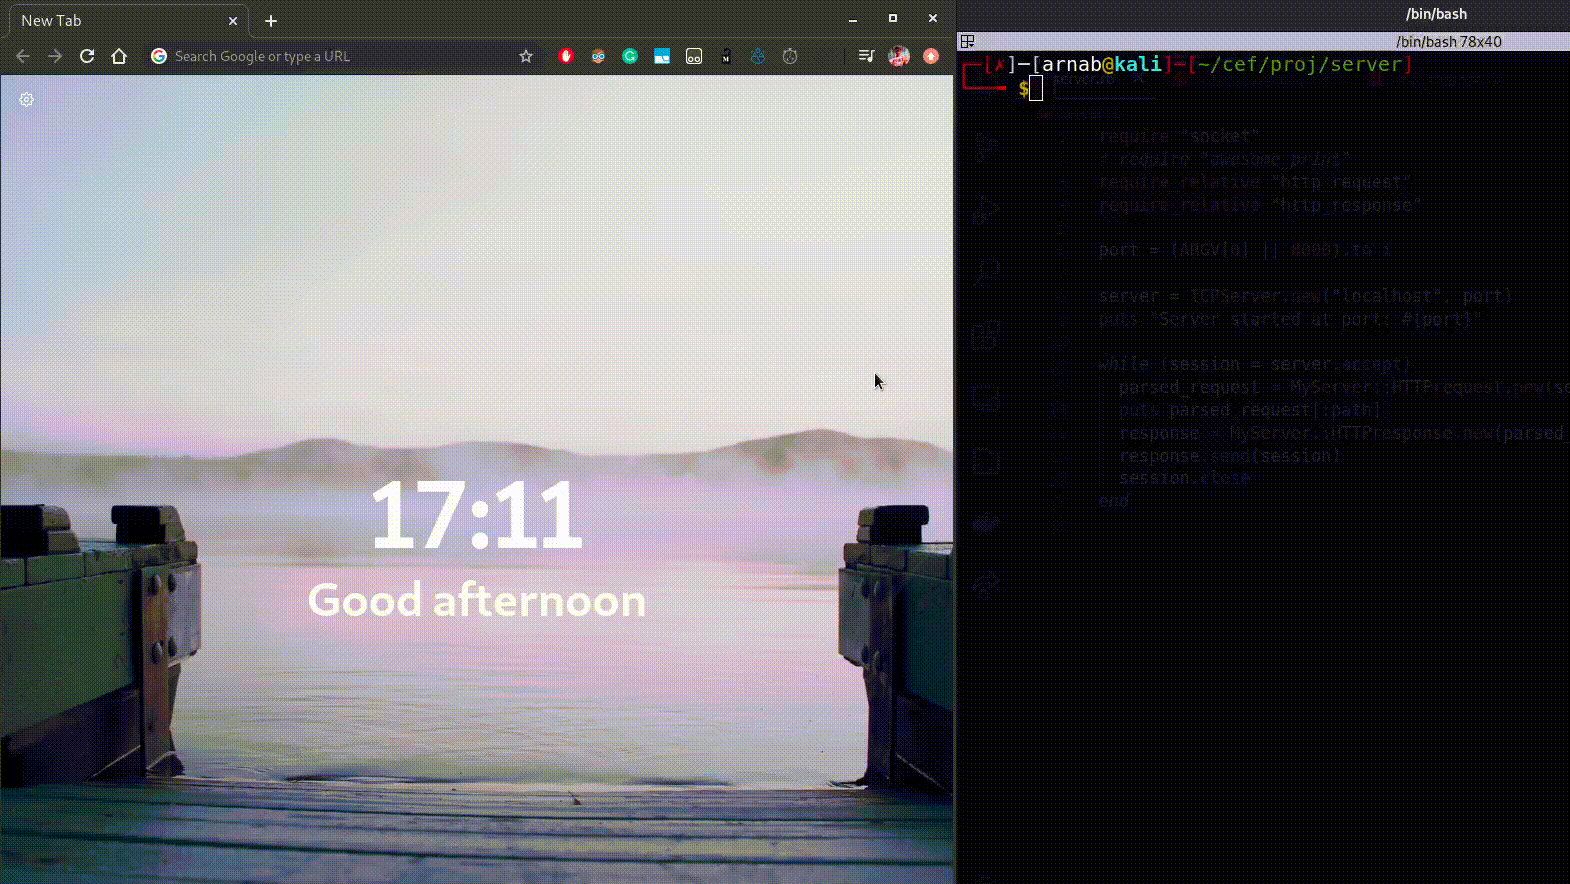 New Tab
Search Google or type a URL
17:11
Good afternoon
/bin/bash
/bin/bash 78x40
┌─[✗]─[arnab@kali]─[~/cef/proj/server]
└──╼ $
server.rb
require "socket"
# require "awesome_print"
require_relative "http_request"
require_relative "http_response"
port = (ARGV[0] || 8000).to_i
server = TCPServer.new("localhost", port)
puts "Server started at port: #{port}"
while (session = server.accept)
parsed_request = MyServer::HTTPrequest.new(se
puts parsed_request[:path]
response = MyServer::HTTPresponse.new(parsed_
response.send(session)
session.close
end